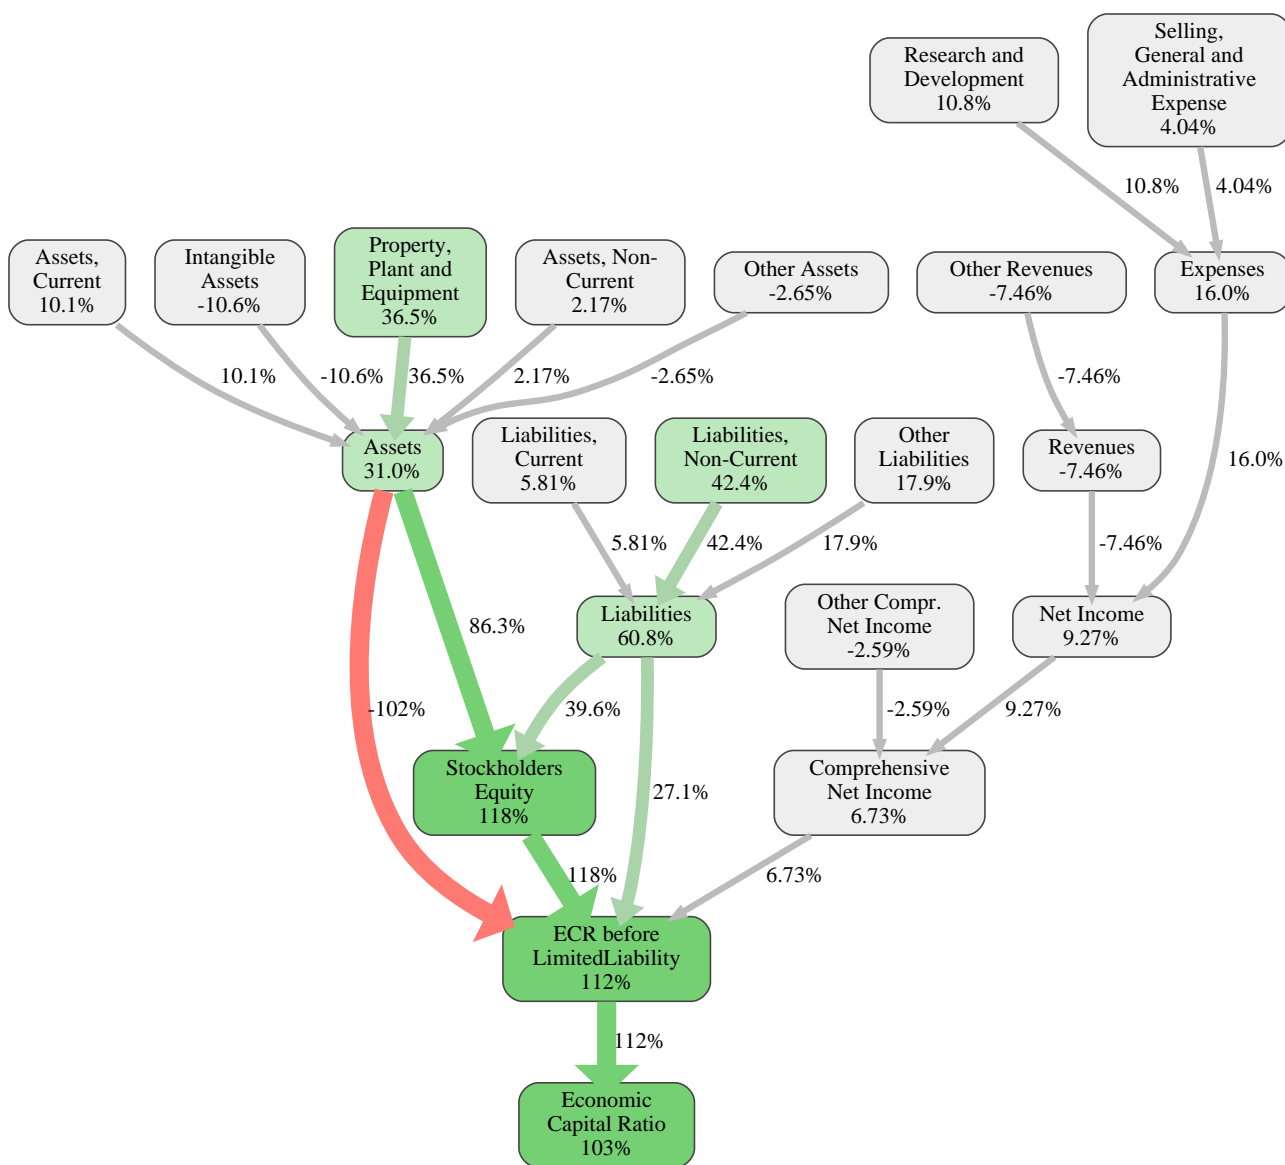 Selling,
General and
Administrative
Expense
4.04%
Research and
Development
10.8%
10.8%
4.04%
Assets,
Current
10.1%
Intangible
Assets
-10.6%
Property,
Plant and
Equipment
36.5%
Assets, Non-
Current
2.17%
Other Assets
-2.65%
Other Revenues
-7.46%
Expenses
16.0%
10.1%
-10.6%
36.5%
2.17%
-2.65%
-7.46%
Assets
31.0%
Liabilities,
Current
5.81%
Liabilities,
Non-Current
42.4%
Other
Liabilities
17.9%
Revenues
-7.46%
16.0%
5.81%
42.4%
17.9%
-7.46%
86.3%
Liabilities
60.8%
Other Compr.
Net Income
-2.59%
Net Income
9.27%
-102%
39.6%
-2.59%
9.27%
Stockholders
Equity
118%
27.1%
Comprehensive
Net Income
6.73%
118%
6.73%
ECR before
LimitedLiability
112%
112%
Economic
Capital Ratio
103%